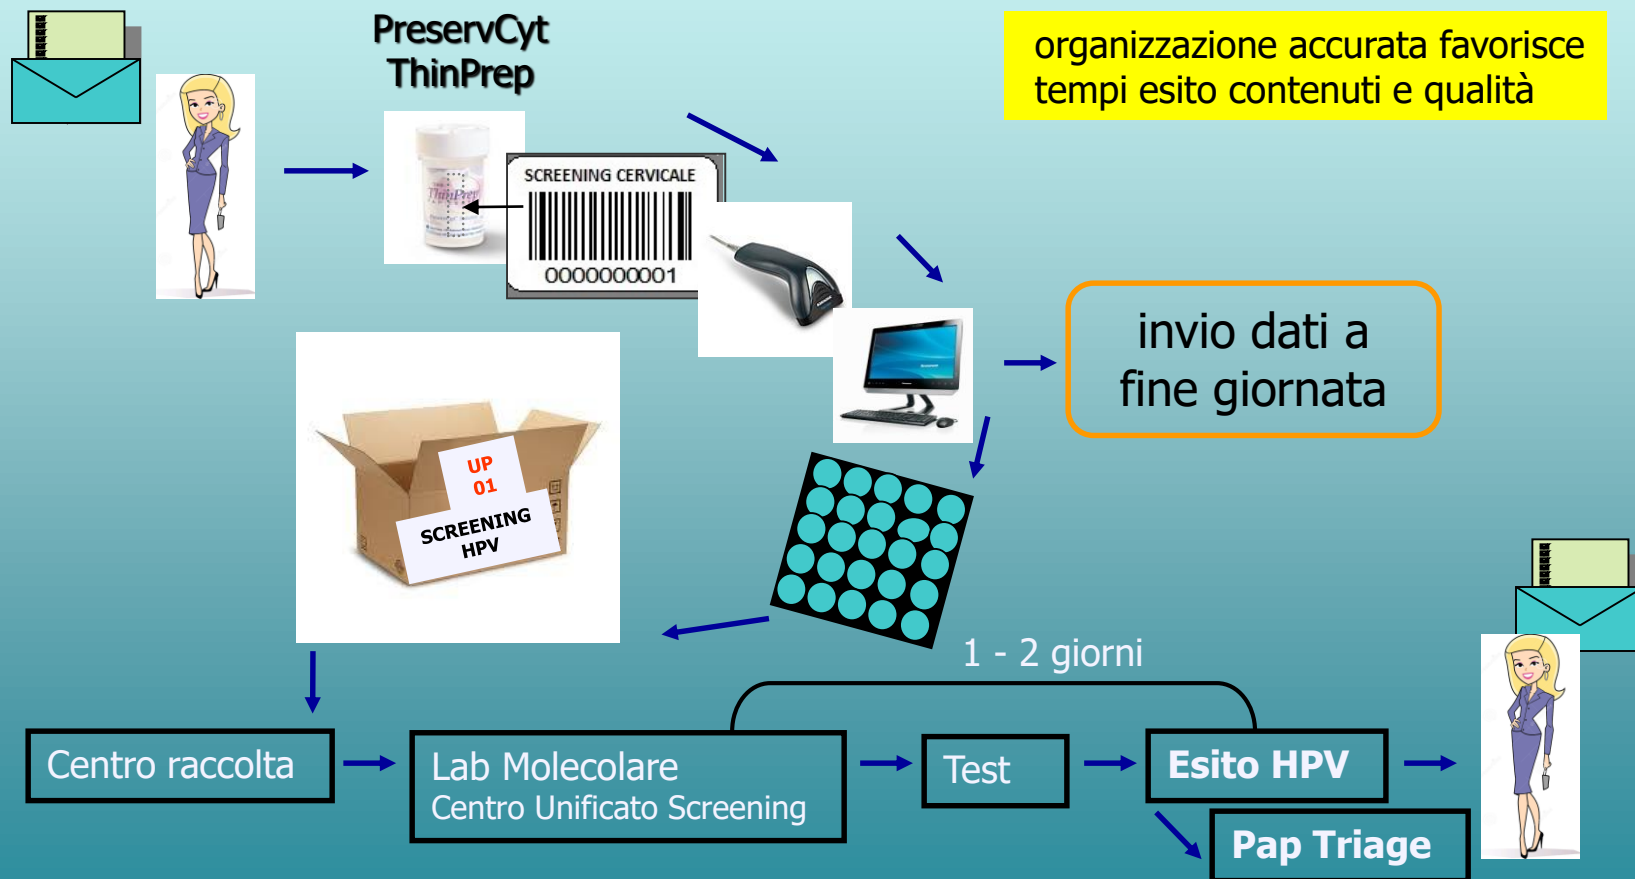 PreservCyt
ThinPrep
organizzazione accurata favorisce
tempi esito contenuti e qualità
ThinPrep
SCREENING CERVICALE
0000000001
invio dati a
fine giornata
UP
01
SCREENING
HPV
1 - 2 giorni
Centro raccolta
Lab Molecolare
Centro Unificato Screening
Test
Esito HPV
Pap Triage